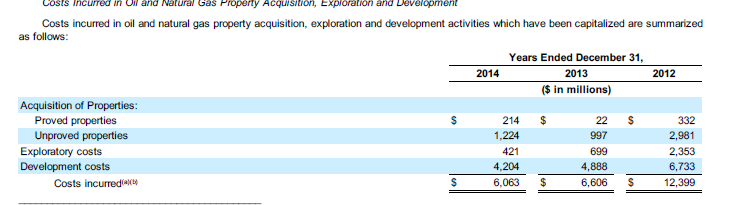 Costs Incurred in Oil and Natural Gas Property Acquisition, Exploration and Development
Costs incurred in oil and natural gas property acquisition, exploration and development activities which have been capitalized are summarized
as follows:
Years Ended December 31,
2014 2013 2012
($ in millions)
Acquisition of Properties:
Proved properties $ 214 $ 22 $ 332
Unproved properties 1,224 997 2,981
Exploratory costs 421 699 2,353
Development costs 4,204 4,888 6,733
Costs incurred(a)(b) $ 6,063 $ 6,606 $ 12,399